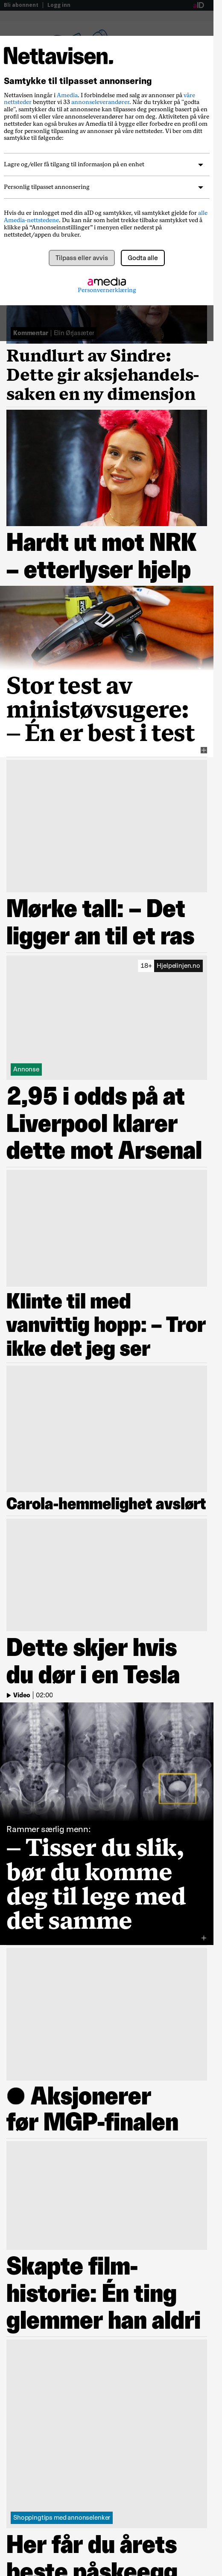 Bli abonnent | Logg inn
aID
Nettavisen.
Samtykke til tilpasset annonsering
Nettavisen inngår i Amedia. I forbindelse med salg av annonser på våre
nettsteder benytter vi 33 annonseleverandører. Når du trykker på "godta
alle", samtykker du til at annonsene kan tilpasses deg personlig basert på en
profil som vi eller våre annonseleverandører har om deg. Aktiviteten på våre
nettsteder kan også brukes av Amedia til å bygge eller forbedre en profil om
deg for personlig tilpasning av annonser på våre nettsteder. Vi ber om ditt
samtykke til følgende:
Lagre og/eller få tilgang til informasjon på en enhet
Personlig tilpasset annonsering
Hvis du er innlogget med din aID og samtykker, vil samtykket gjelde for alle
Amedia-nettstedene. Du kan når som helst trekke tilbake samtykket ved å
klikke på “Annonseinnstillinger” i menyen eller nederst på
nettstedet/appen du bruker.
Tilpass eller avvis
Godta alle
amedia
Personvernerklæring
Kommentar | Elin Ørjasæter
Rundlurt av Sindre:
Dette gir aksjehandels-
saken en ny dimensjon
Hardt ut mot NRK
– etterlyser hjelp
Stor test av
ministøvsugere:
– Én er best i test
Mørke tall: – Det
ligger an til et ras
18+ Hjelpelinjen.no
Annonse
2,95 i odds på at
Liverpool klarer
dette mot Arsenal
Klinte til med
vanvittig hopp: – Tror
ikke det jeg ser
Carola-hemmelighet avslørt
Dette skjer hvis
du dør i en Tesla
Video | 02:00
Rammer særlig menn:
– Tisser du slik,
bør du komme
deg til lege med
det samme
● Aksjonerer
før MGP-finalen
Skapte film-
historie: Én ting
glemmer han aldri
Shoppingtips med annonselenker
Her får du årets
beste påskeegg